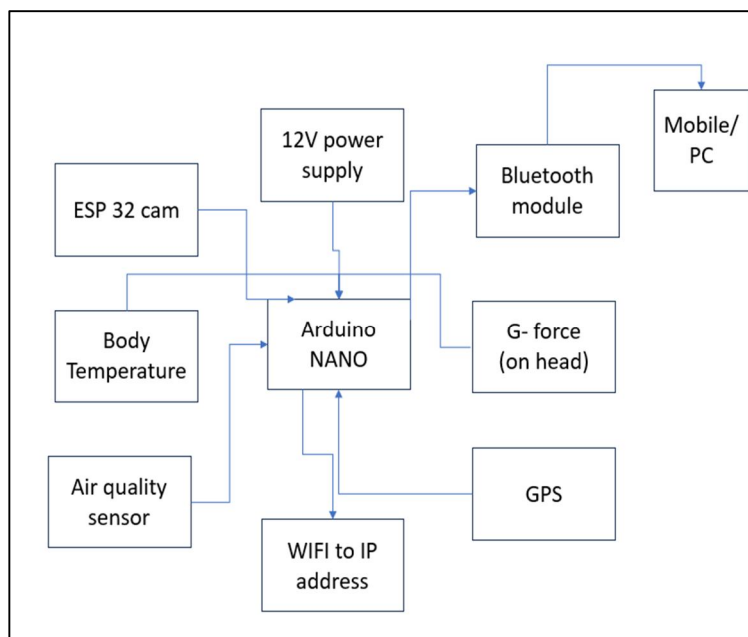 12V power
supply
Mobile/
PC
Bluetooth
module
ESP 32 cam
Arduino
NANO
Body
Temperature
G- force
(on head)
Air quality
sensor
GPS
WIFI to IP
address